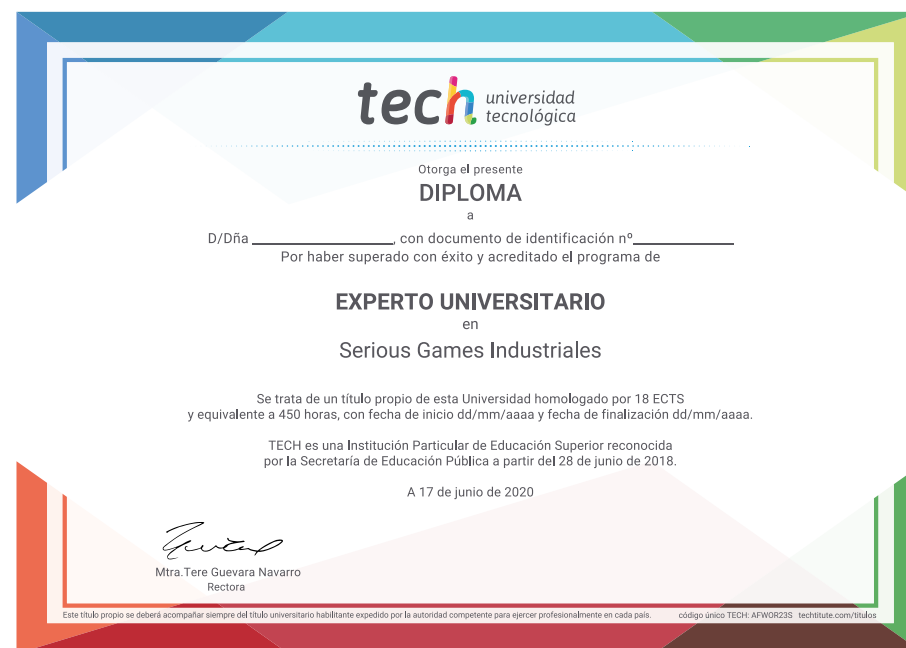 tech universidad
tecnológica
Otorga el presente
DIPLOMA
a
D/Dña ________________, con documento de identificación nº____________
Por haber superado con éxito y acreditado el programa de
EXPERTO UNIVERSITARIO
en
Serious Games Industriales
Se trata de un título propio de esta Universidad homologado por 18 ECTS
y equivalente a 450 horas, con fecha de inicio dd/mm/aaaa y fecha de finalización dd/mm/aaaa.
TECH es una Institución Particular de Educación Superior reconocida
por la Secretaría de Educación Pública a partir del 28 de junio de 2018.
A 17 de junio de 2020
Mtra.Tere Guevara Navarro
Rectora
Este título propio se deberá acompañar siempre del título universitario habilitante expedido por la autoridad competente para ejercer profesionalmente en cada país. código único TECH: AFWOR23S techtitute.com/titulos